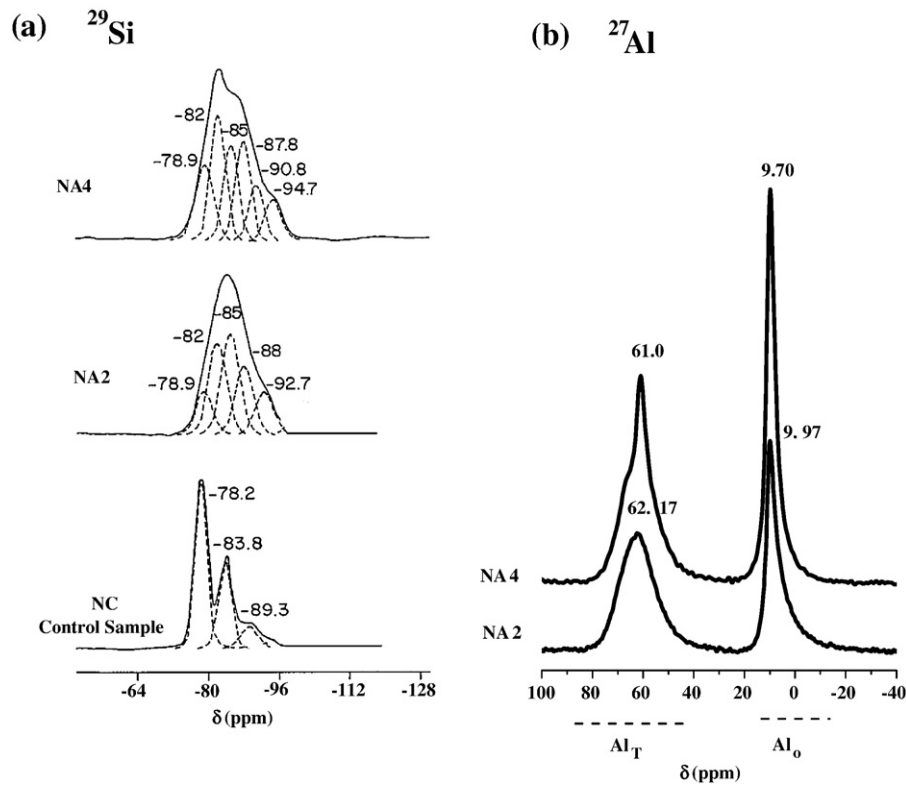 (a) ²⁹Si
-82
-85
-87.8
-78.9
-90.8
-94.7
NA4
-85
-82
-88
-78.9
-92.7
NA2
-78.2
-83.8
-89.3
NC
Control Sample
-64 -80 -96 -112 -128
δ (ppm)
(b) ²⁷Al
9.70
61.0
9. 97
62. 17
NA 4
NA 2
100 80 60 40 20 0 -20 -40
Al_T Al_o
δ (ppm)